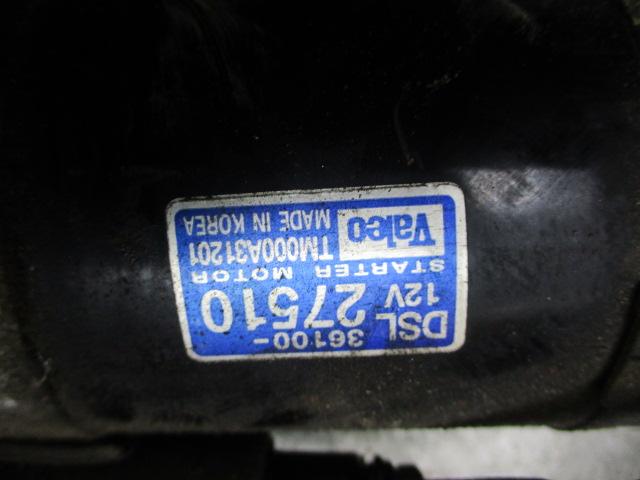 36100-
DSL 27510
12V
STARTER MOTOR
Valeo TM000A31201
MADE IN KOREA